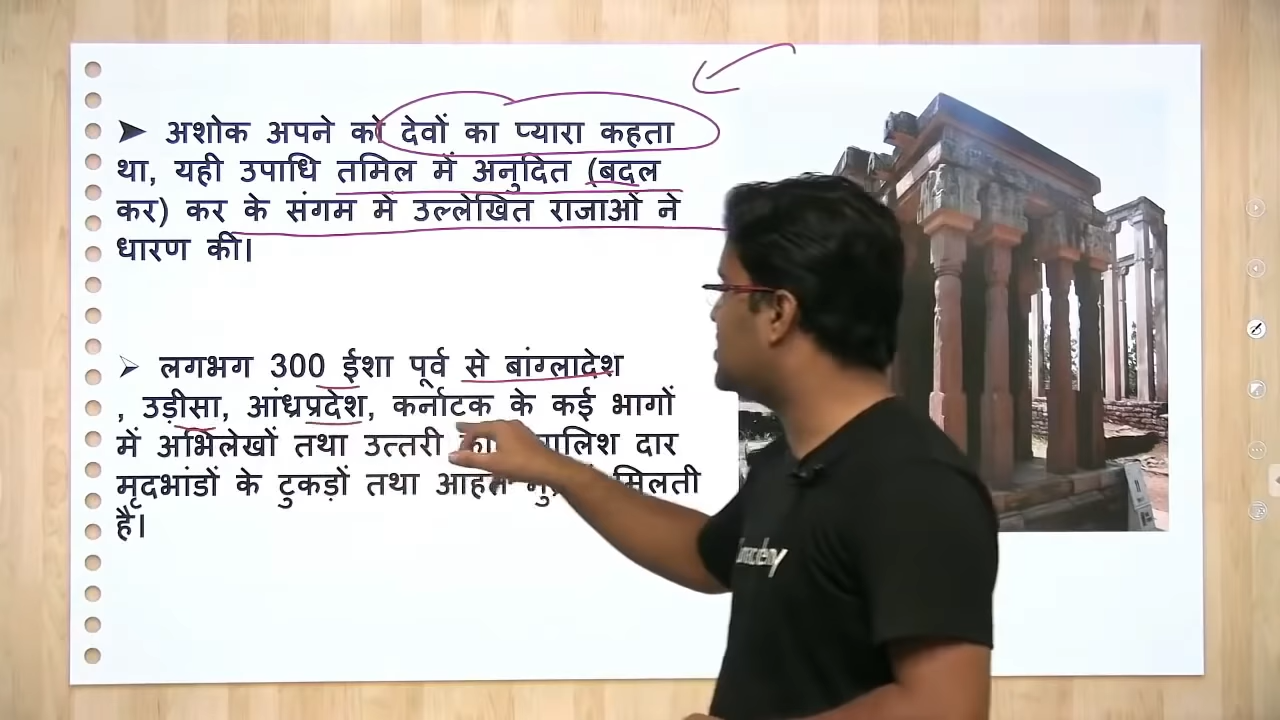 अशोक अपने को देवों का प्यारा कहता
था, यही उपाधि तमिल में अनुदित (बदल
कर) कर के संगम में उल्लेखित राजाओं ने
धारण की।
लगभग 300 ईशा पूर्व से बांग्लादेश
, उड़ीसा, आंध्रप्रदेश, कर्नाटक के कई भागों
में अभिलेखों तथा उत्तरी दार
मृदभांडों के टुकड़ों तथा मिलती
है।